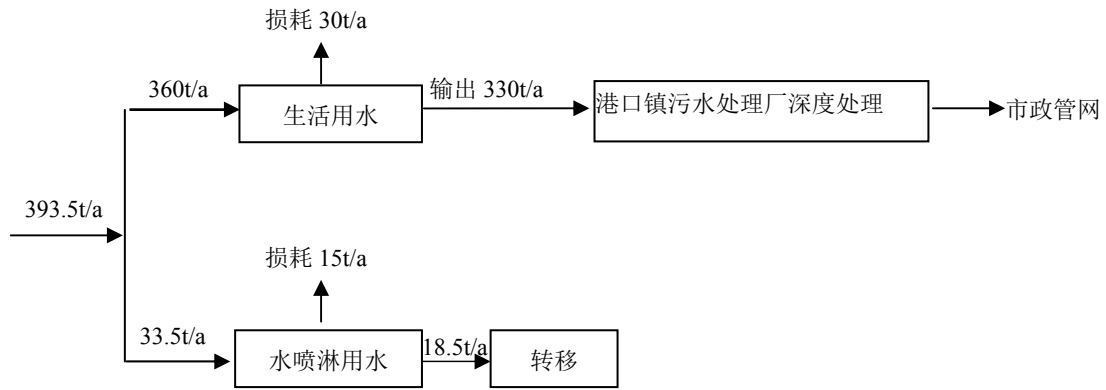 损耗 30t/a
360t/a
生活用水
输出 330t/a
港口镇污水处理厂深度处理
市政管网
393.5t/a
损耗 15t/a
33.5t/a
水喷淋用水
18.5t/a
转移